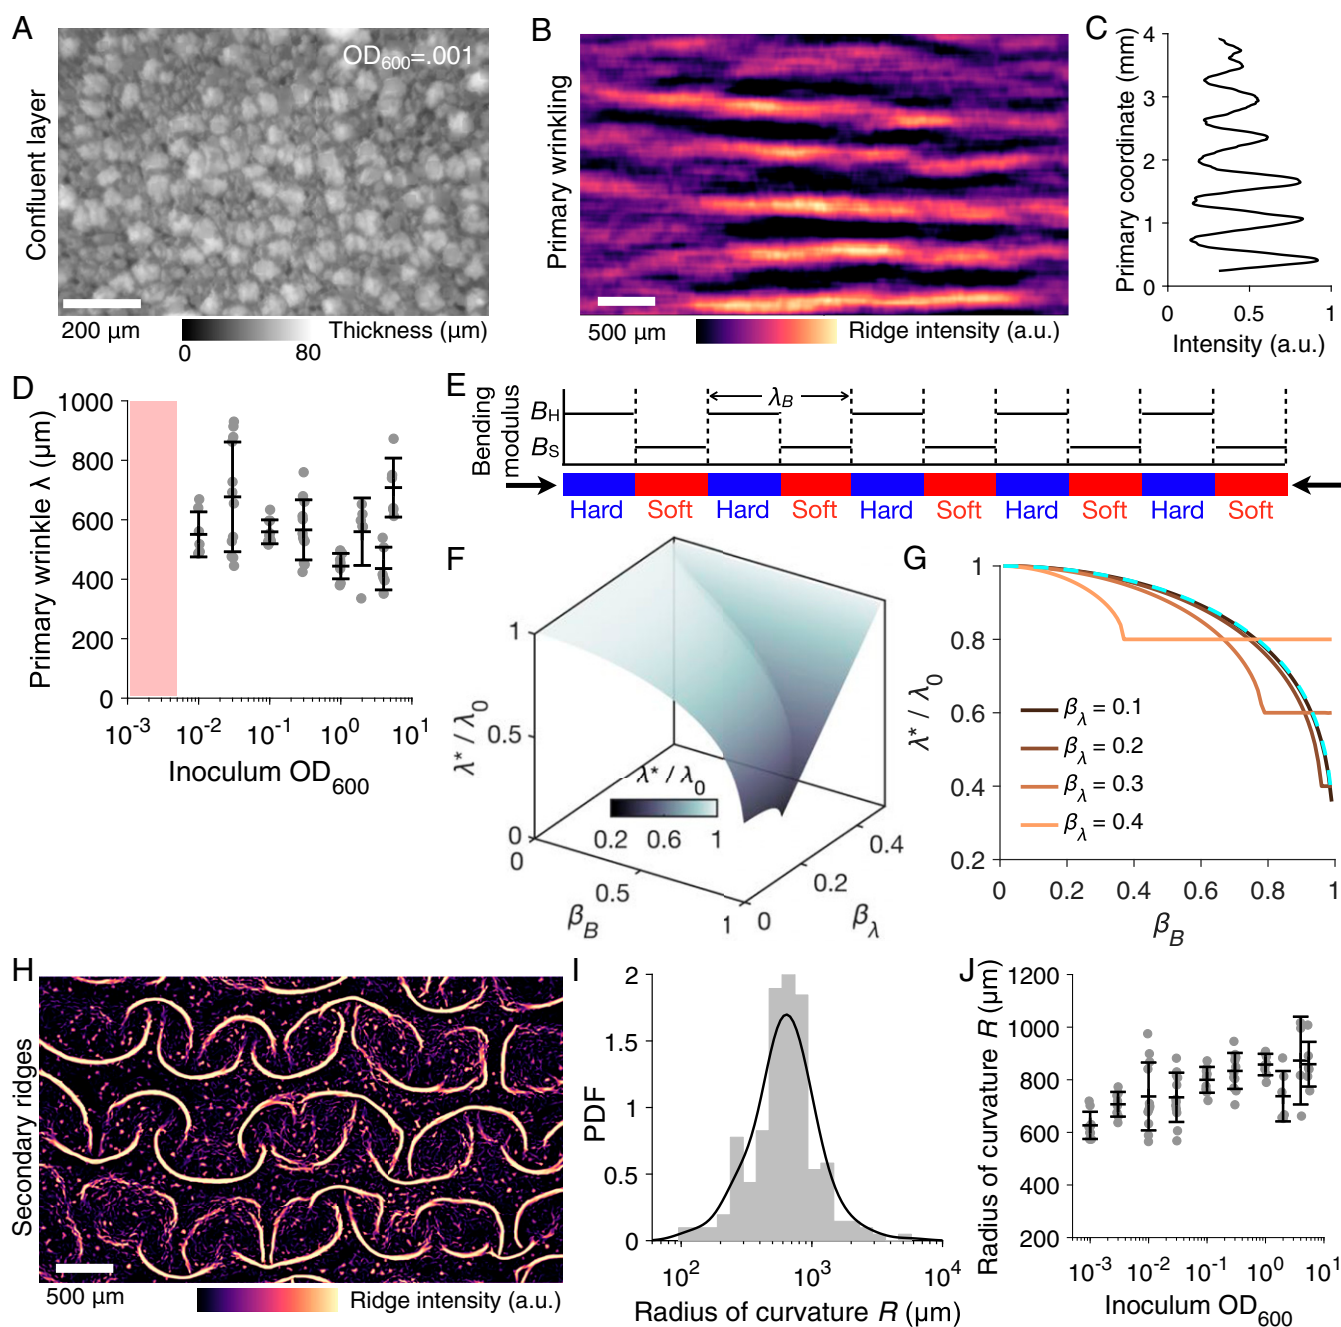 A
OD600=.001
Confluent layer
200 µm
0
80
Thickness (µm)
B
Primary wrinkling
500 µm
Ridge intensity (a.u.)
C
Primary coordinate (mm)
4
3
2
1
0
0
0.5
1
Intensity (a.u.)
D
Primary wrinkle λ (µm)
1000
800
600
400
200
0
10-3
10-2
10-1
100
101
Inoculum OD600
E
Bending modulus
BH
BS
λB
Hard Soft Hard Soft Hard Soft Hard Soft Hard Soft
F
λ* / λ0
1
0.5
0
λ* / λ0
0.2 0.6 1
0
0.5
1
βB
0
0.2
0.4
βλ
G
λ* / λ0
1
0.8
0.6
0.4
0.2
βλ = 0.1
βλ = 0.2
βλ = 0.3
βλ = 0.4
0 0.2 0.4 0.6 0.8 1
βB
H
Secondary ridges
500 µm
Ridge intensity (a.u.)
I
PDF
2
1.5
1
0.5
0
102
103
104
Radius of curvature R (µm)
J
Radius of curvature R (µm)
1200
1000
800
600
400
200
10-3
10-2
10-1
100
101
Inoculum OD600